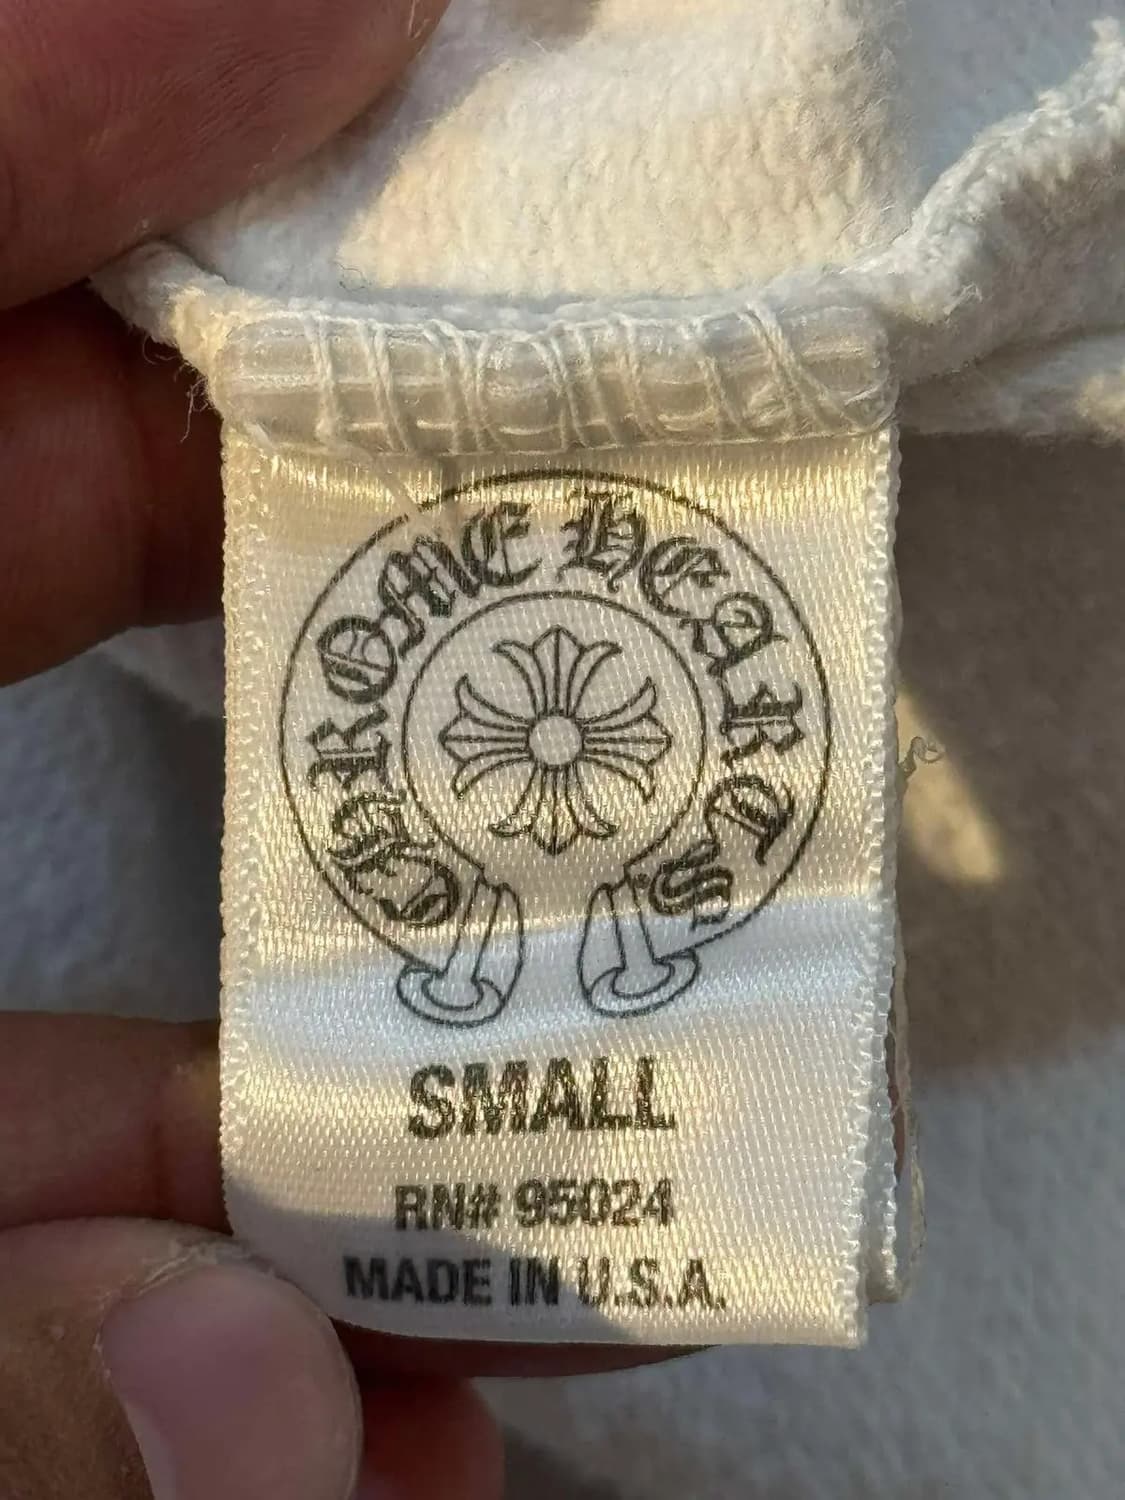 CHROME HEARTS
SMALL
RN# 95024
MADE IN U.S.A.